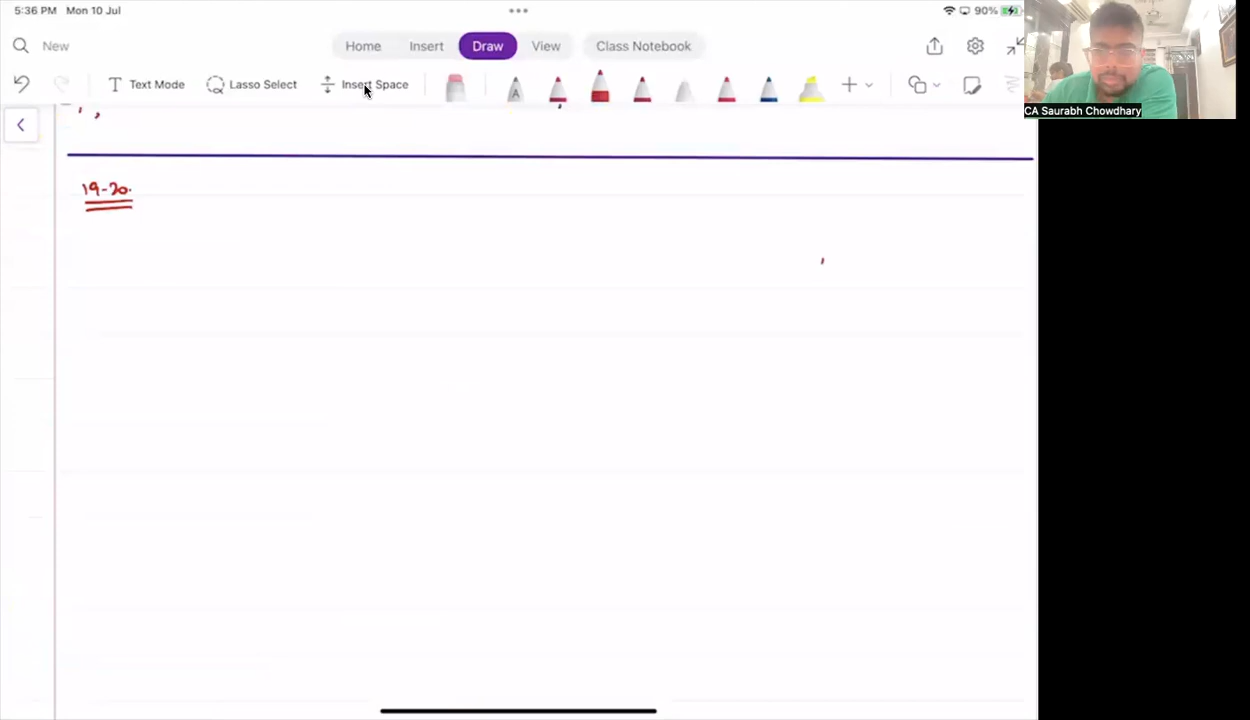 5:36 PM Mon 10 Jul
90%
New
Home Insert Draw View Class Notebook
Text Mode Lasso Select Insert Space
A
CA Saurabh Chowdhary
19-20.